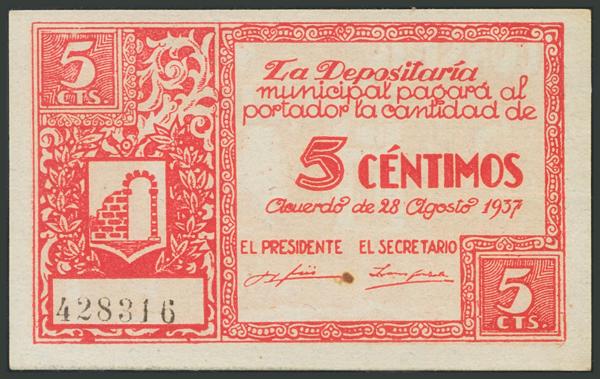 5
CTS.
La Depositaría
municipal pagará al
portador la cantidad de
5 CÉNTIMOS
Acuerdo de 28 Agosto 1937
EL PRESIDENTE EL SECRETARIO
428316
5
CTS.